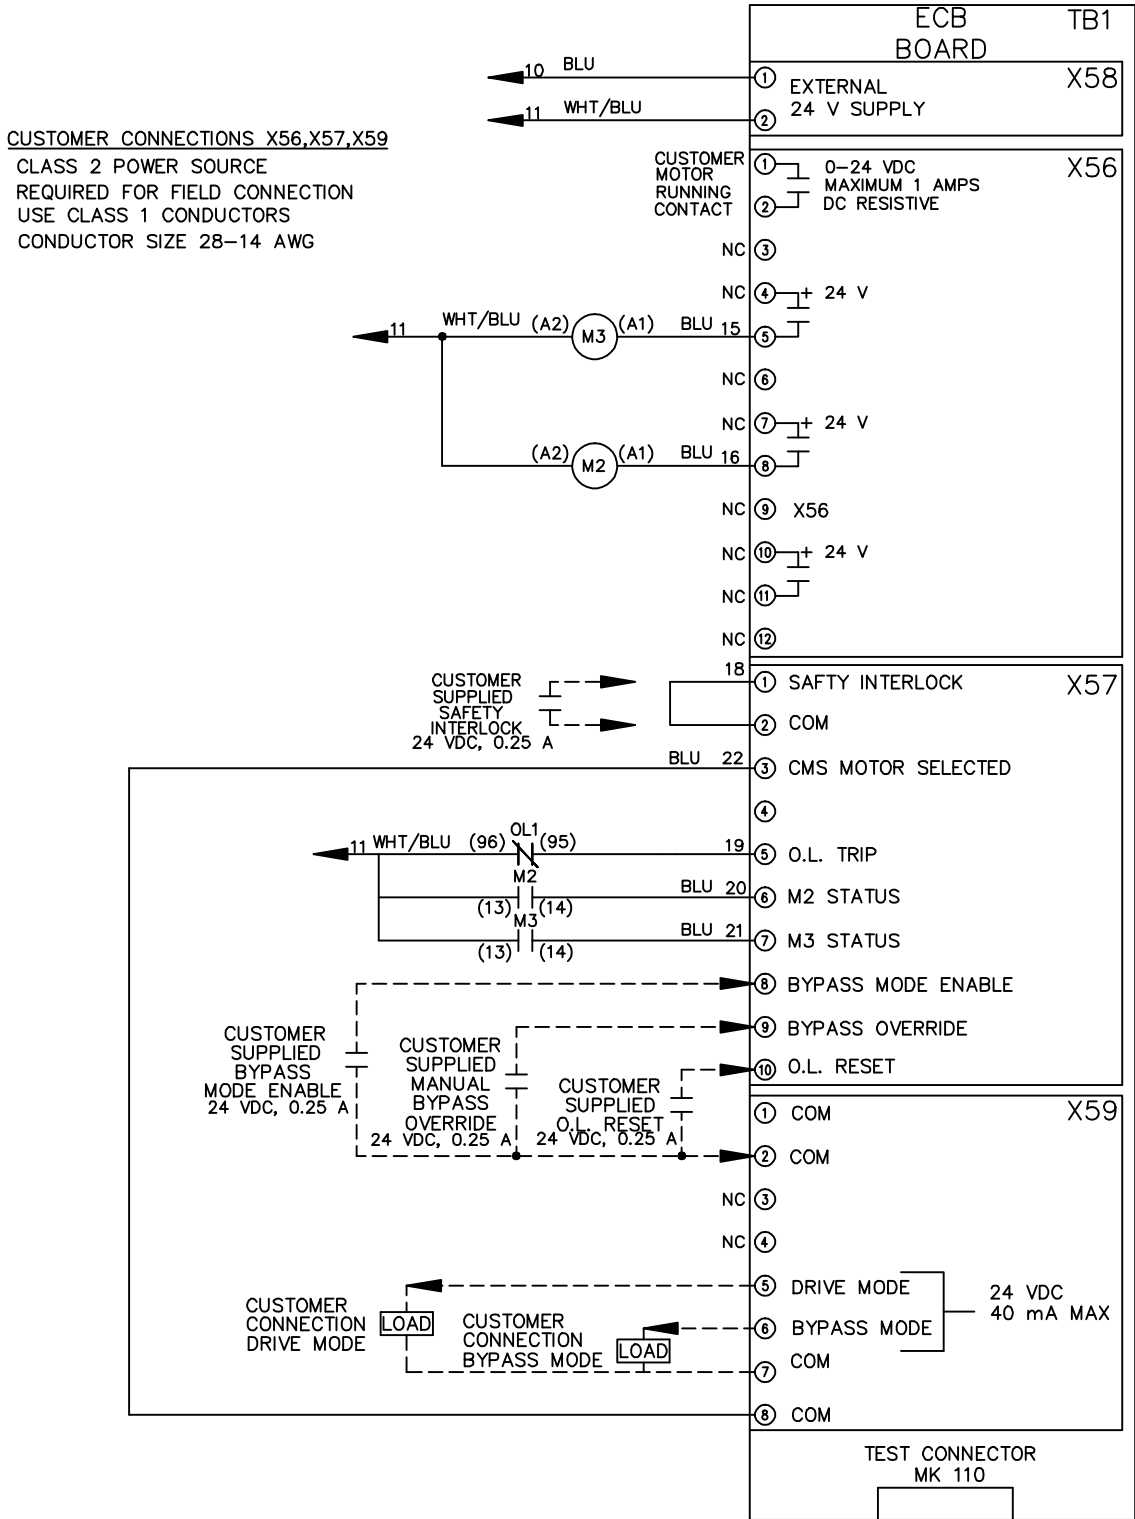 ECB TB1
BOARD
X58
10 BLU
1
EXTERNAL
24 V SUPPLY
11 WHT/BLU
2
CUSTOMER CONNECTIONS X56,X57,X59
CLASS 2 POWER SOURCE
REQUIRED FOR FIELD CONNECTION
USE CLASS 1 CONDUCTORS
CONDUCTOR SIZE 28-14 AWG
X56
CUSTOMER
MOTOR
RUNNING
CONTACT
1
2
0-24 VDC
MAXIMUM 1 AMPS
DC RESISTIVE
NC 3
NC 4 + 24 V
11 WHT/BLU (A2) M3 (A1) BLU 15 5
NC 6
NC 7 + 24 V
(A2) M2 (A1) BLU 16 8
NC 9 X56
NC 10 + 24 V
NC 11
NC 12
X57
CUSTOMER
SUPPLIED
SAFETY
INTERLOCK
24 VDC, 0.25 A
18 1 SAFTY INTERLOCK
2 COM
BLU 22 3 CMS MOTOR SELECTED
4
11 WHT/BLU (96) OL1 (95) 19 5 O.L. TRIP
M2
(13) (14) BLU 20 6 M2 STATUS
M3
(13) (14) BLU 21 7 M3 STATUS
8 BYPASS MODE ENABLE
9 BYPASS OVERRIDE
10 O.L. RESET
CUSTOMER
SUPPLIED
BYPASS
MODE ENABLE
24 VDC, 0.25 A
CUSTOMER
SUPPLIED
MANUAL
BYPASS
OVERRIDE
24 VDC, 0.25 A
CUSTOMER
SUPPLIED
O.L. RESET
24 VDC, 0.25 A
X59
1 COM
2 COM
NC 3
NC 4
5 DRIVE MODE
6 BYPASS MODE
24 VDC
40 mA MAX
CUSTOMER
CONNECTION
DRIVE MODE
LOAD
CUSTOMER
CONNECTION
BYPASS MODE
LOAD
7 COM
8 COM
TEST CONNECTOR
MK 110